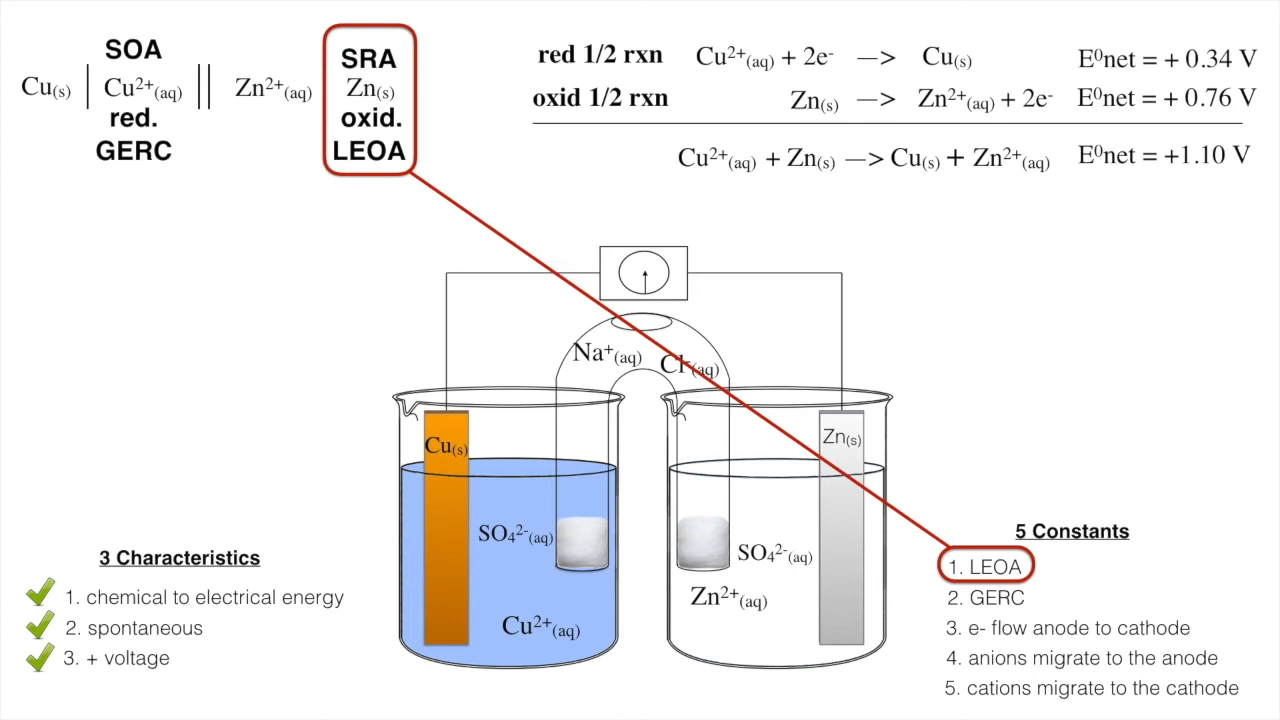 SOA
SRA
Cu(s) | Cu²⁺(aq) || Zn²⁺(aq) Zn(s)
red. oxid.
GERC LEOA
red 1/2 rxn Cu²⁺(aq) + 2e⁻ —> Cu(s) E⁰net = + 0.34 V
oxid 1/2 rxn Zn(s) —> Zn²⁺(aq) + 2e⁻ E⁰net = + 0.76 V
Cu²⁺(aq) + Zn(s) —> Cu(s) + Zn²⁺(aq) E⁰net = +1.10 V
Na⁺(aq) Cl⁻(aq)
Cu(s)
Zn(s)
SO₄²⁻(aq)
SO₄²⁻(aq)
Zn²⁺(aq)
Cu²⁺(aq)
3 Characteristics
1. chemical to electrical energy
2. spontaneous
3. + voltage
5 Constants
1. LEOA
2. GERC
3. e- flow anode to cathode
4. anions migrate to the anode
5. cations migrate to the cathode